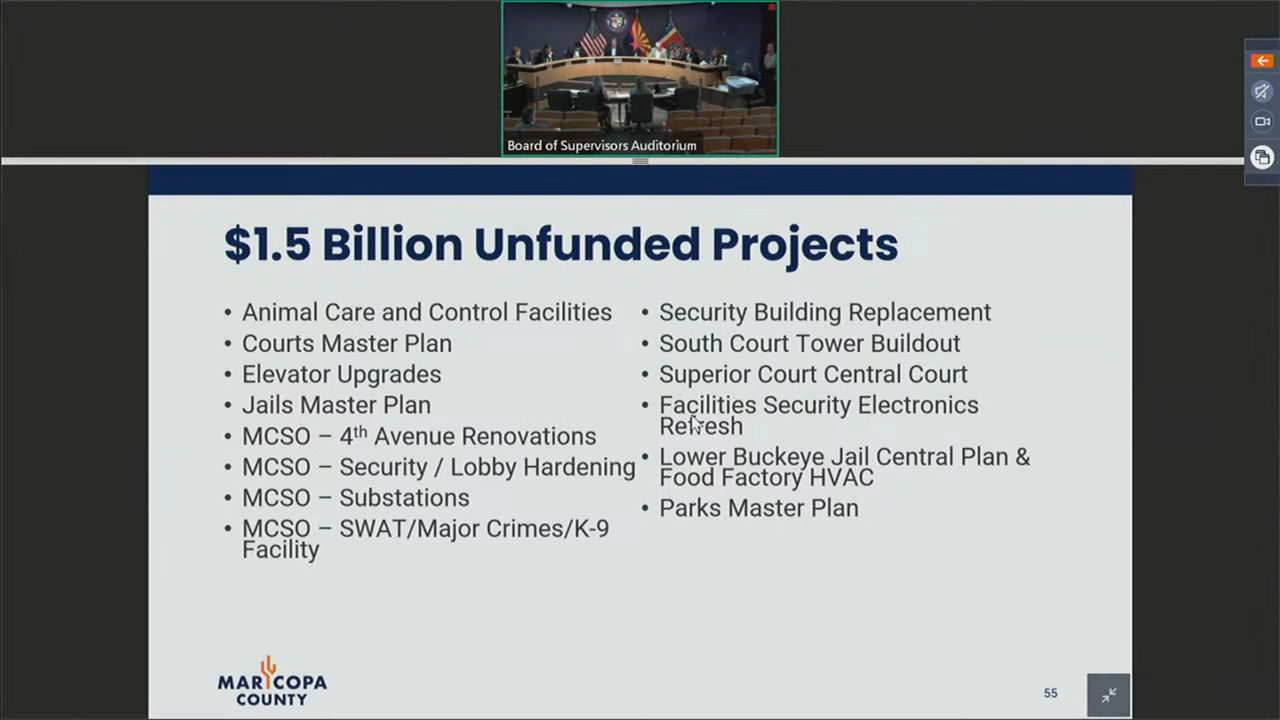 Board of Supervisors Auditorium
$1.5 Billion Unfunded Projects
• Animal Care and Control Facilities
• Courts Master Plan
• Elevator Upgrades
• Jails Master Plan
• MCSO – 4th Avenue Renovations
• MCSO – Security / Lobby Hardening
• MCSO – Substations
• MCSO – SWAT/Major Crimes/K-9
Facility
• Security Building Replacement
• South Court Tower Buildout
• Superior Court Central Court
• Facilities Security Electronics
Refresh
• Lower Buckeye Jail Central Plan &
Food Factory HVAC
• Parks Master Plan
MARICOPA
COUNTY
55